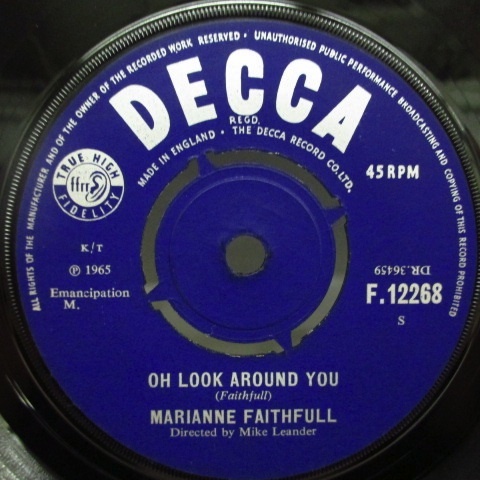 ALL RIGHTS OF THE MANUFACTURER AND OF THE OWNER OF THE RECORDED WORK RESERVED • UNAUTHORISED PUBLIC PERFORMANCE BROADCASTING AND COPYING OF THIS RECORD PROHIBITED
DECCA
REGD.
MADE IN ENGLAND • THE DECCA RECORD CO. LTD.
TRUE HIGH
ffrr
FIDELITY
45 RPM
K/T
℗ 1965
DR.36459
Emancipation
M.
F.12268
S
OH LOOK AROUND YOU
(Faithfull)
MARIANNE FAITHFULL
Directed by Mike Leander